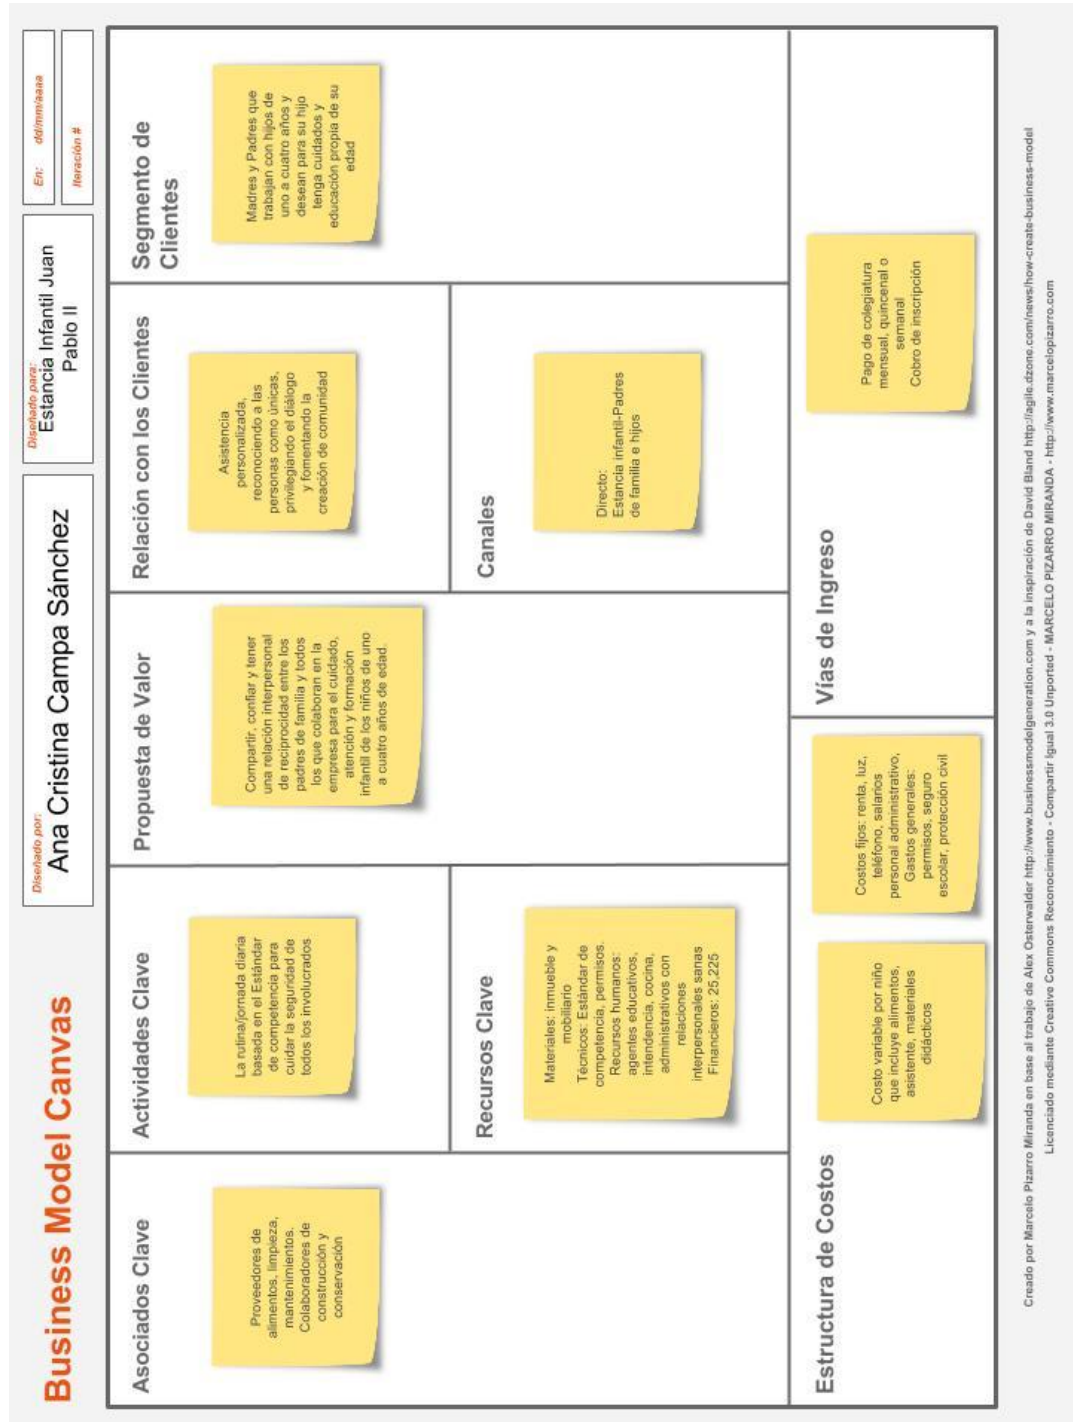 Business Model Canvas
Diseñado por:
Ana Cristina Campa Sánchez
Diseñado para:
Estancia Infantil Juan
Pablo II
En: dd/mm/aaaa
Iteración #
Asociados Clave
Proveedores de
alimentos, limpieza,
mantenimientos.
Colaboradores de
construcción y
conservación
Actividades Clave
La rutina/jornada diaria
basada en el Estándar
de competencia para
cuidar la seguridad de
todos los involucrados
Recursos Clave
Materiales: inmueble y
mobiliario
Técnicos: Estándar de
competencia, permisos.
Recursos humanos:
agentes educativos,
intendencia, cocina,
administrativos con
relaciones
interpersonales sanas
Financieros: 25,225
Propuesta de Valor
Compartir, confiar y tener
una relación interpersonal
de reciprocidad entre los
padres de familia y todos
los que colaboran en la
empresa para el cuidado,
atención y formación
infantil de los niños de uno
a cuatro años de edad.
Relación con los Clientes
Asistencia
personalizada,
reconociendo a las
personas como únicas,
privilegiando el diálogo
y fomentando la
creación de comunidad
Canales
Directo:
Estancia infantil-Padres
de familia e hijos
Segmento de
Clientes
Madres y Padres que
trabajan con hijos de
uno a cuatro años y
desean para su hijo
tenga cuidados y
educación propia de su
edad
Estructura de Costos
Costo variable por niño
que incluye alimentos,
asistente, materiales
didácticos
Costos fijos: renta, luz,
teléfono, salarios
personal administrativo,
Gastos generales:
permisos, seguro
escolar, protección civil
Vías de Ingreso
Pago de colegiatura
mensual, quincenal o
semanal
Cobro de inscripción
Creado por Marcelo Pizarro Miranda en base al trabajo de Alex Osterwalder http://www.businessmodelgeneration.com y a la inspiración de David Bland http://agile.dzone.com/news/how-create-business-model
Licenciado mediante Creative Commons Reconocimiento - Compartir Igual 3.0 Unported - MARCELO PIZARRO MIRANDA - http://www.marcelopizarro.com